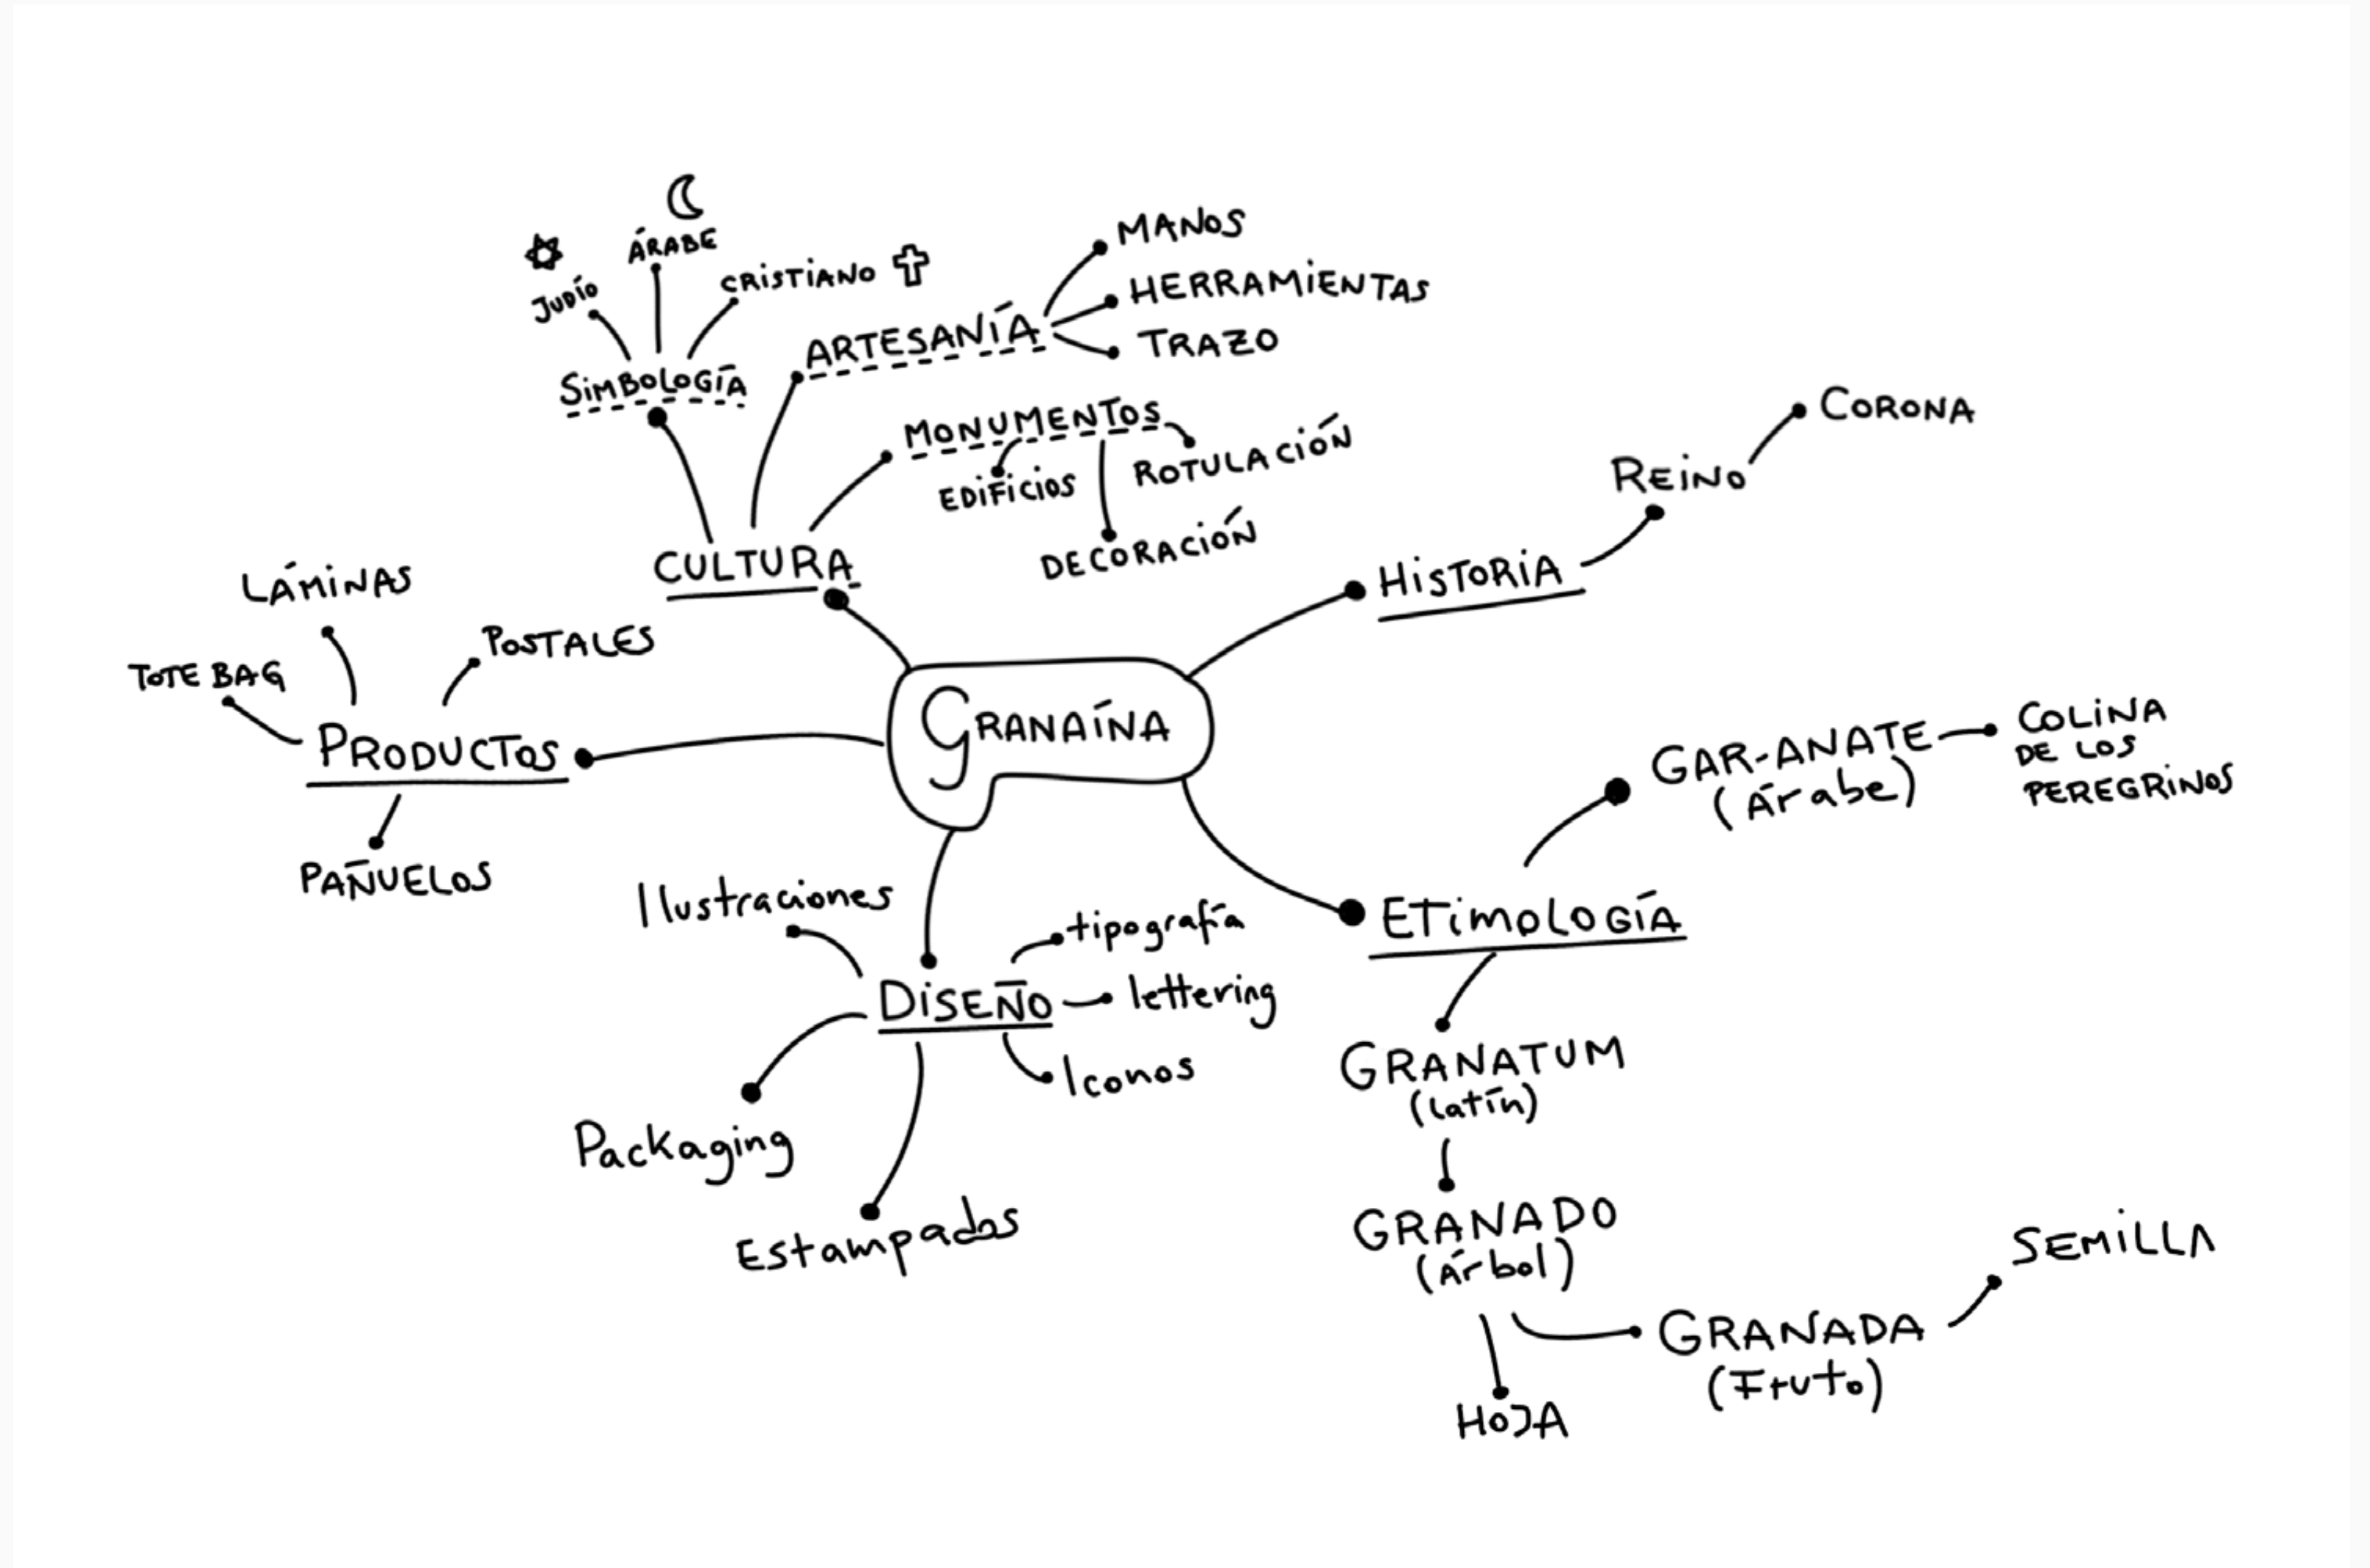 JUDÍO
ÁRABE
CRISTIANO
SIMBOLOGÍA
ARTESANÍA
MANOS
HERRAMIENTAS
TRAZO
MONUMENTOS
EDIFICIOS
ROTULACIÓN
DECORACIÓN
CULTURA
HISTORIA
REINO
CORONA
LÁMINAS
POSTALES
TOTE BAG
PRODUCTOS
PAÑUELOS
GRANAÍNA
GAR-ANATE
(Árabe)
COLINA
DE LOS
PEREGRINOS
ETIMOLOGÍA
Ilustraciones
tipografía
DISEÑO
lettering
Iconos
Packaging
Estampados
GRANATUM
(Latín)
GRANADO
(Árbol)
HOJA
GRANADA
(Fruto)
SEMILLA